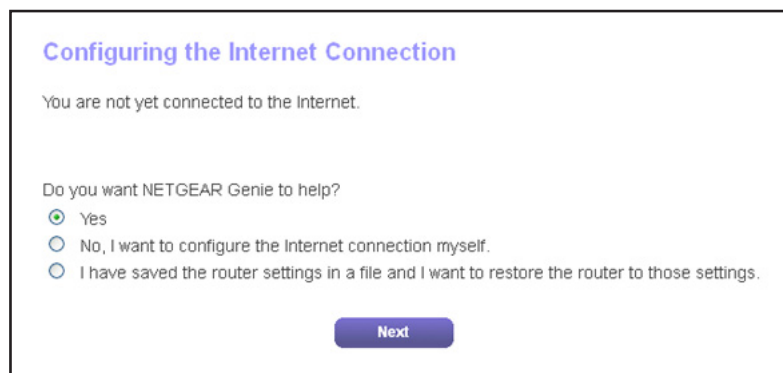 Configuring the Internet Connection
You are not yet connected to the Internet.
Do you want NETGEAR Genie to help?
Yes
No, I want to configure the Internet connection myself.
I have saved the router settings in a file and I want to restore the router to those settings.
Next